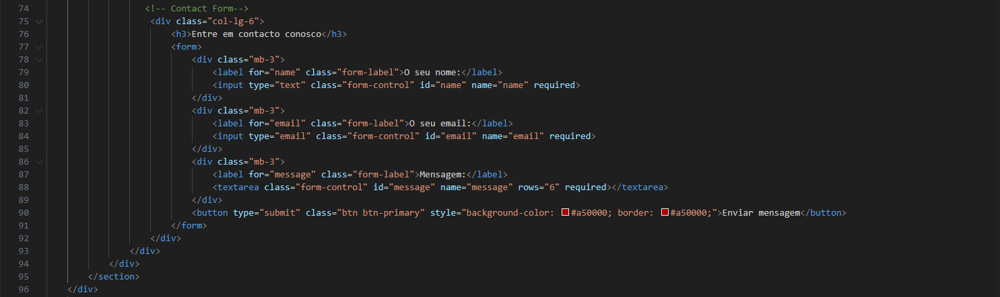 74 <!-- Contact Form-->
75 <div class="col-lg-6">
76 <h3>Entre em contacto conosco</h3>
77 <form>
78 <div class="mb-3">
79 <label for="name" class="form-label">O seu nome:</label>
80 <input type="text" class="form-control" id="name" name="name" required>
81 </div>
82 <div class="mb-3">
83 <label for="email" class="form-label">O seu email:</label>
84 <input type="email" class="form-control" id="email" name="email" required>
85 </div>
86 <div class="mb-3">
87 <label for="message" class="form-label">Mensagem:</label>
88 <textarea class="form-control" id="message" name="message" rows="6" required></textarea>
89 </div>
90 <button type="submit" class="btn btn-primary" style="background-color: #a50000; border: #a50000;">Enviar mensagem</button>
91 </form>
92 </div>
93 </div>
94 </div>
95 </section>
96 </div>